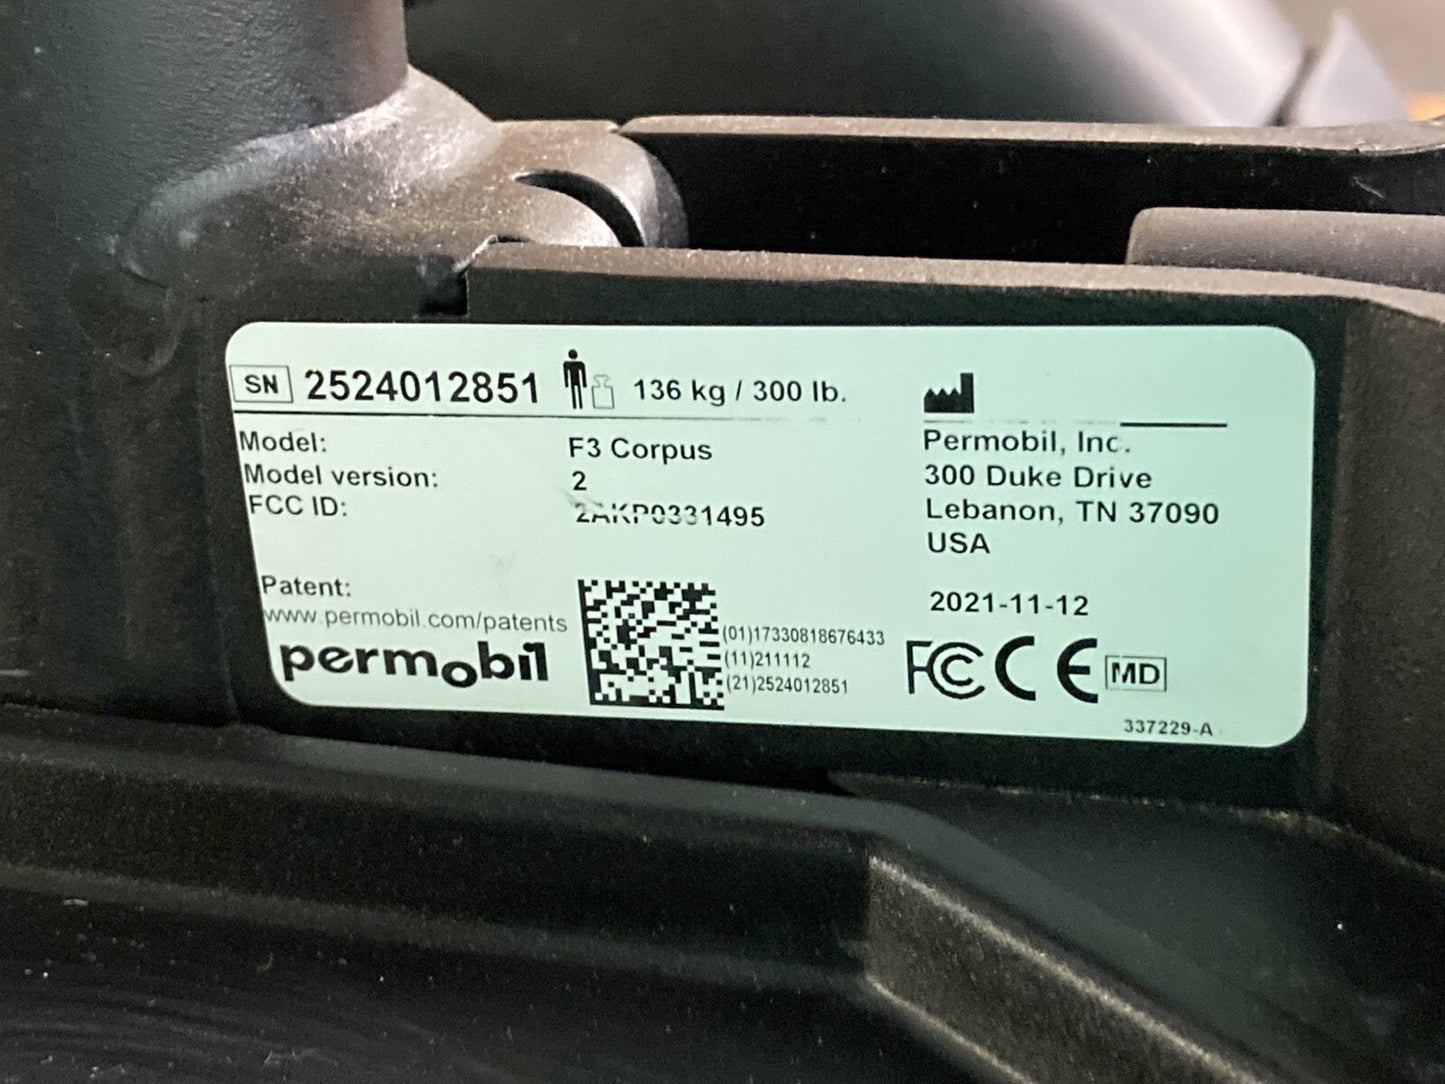 SN 2524012851 136 kg / 300 lb.
Model: F3 Corpus
Model version: 2
FCC ID: 2AKP0331495
Patent:
www.permobil.com/patents
permobil
(01)17330818676433
(11)211112
(21)2524012851
Permobil, Inc.
300 Duke Drive
Lebanon, TN 37090
USA
2021-11-12
FC CE MD
337229-A